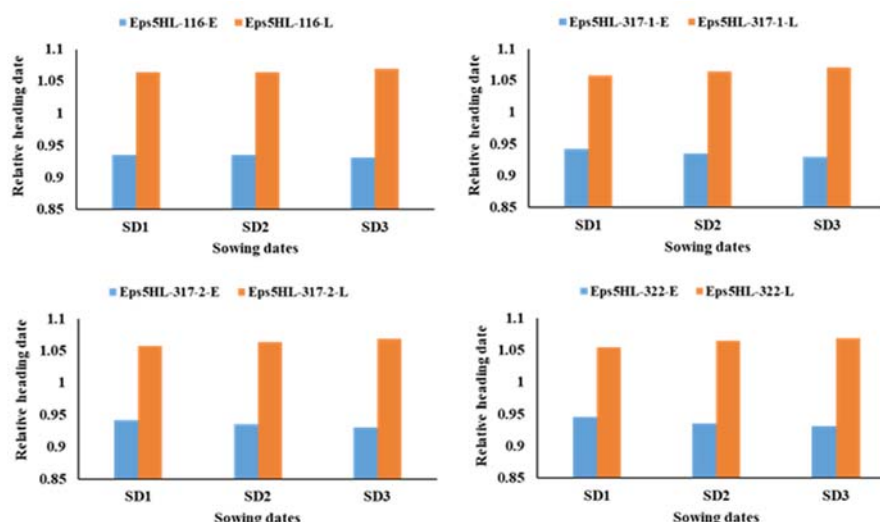 Eps5HL-116-E Eps5HL-116-L
Relative heading date
1.1
1.05
1
0.95
0.9
0.85
SD1 SD2 SD3
Sowing dates
Eps5HL-317-1-E Eps5HL-317-1-L
Relative heading date
1.1
1.05
1
0.95
0.9
0.85
SD1 SD2 SD3
Sowing dates
Eps5HL-317-2-E Eps5HL-317-2-L
Relative heading date
1.1
1.05
1
0.95
0.9
0.85
SD1 SD2 SD3
Sowing dates
Eps5HL-322-E Eps5HL-322-L
Relative heading date
1.1
1.05
1
0.95
0.9
0.85
SD1 SD2 SD3
Sowing dates